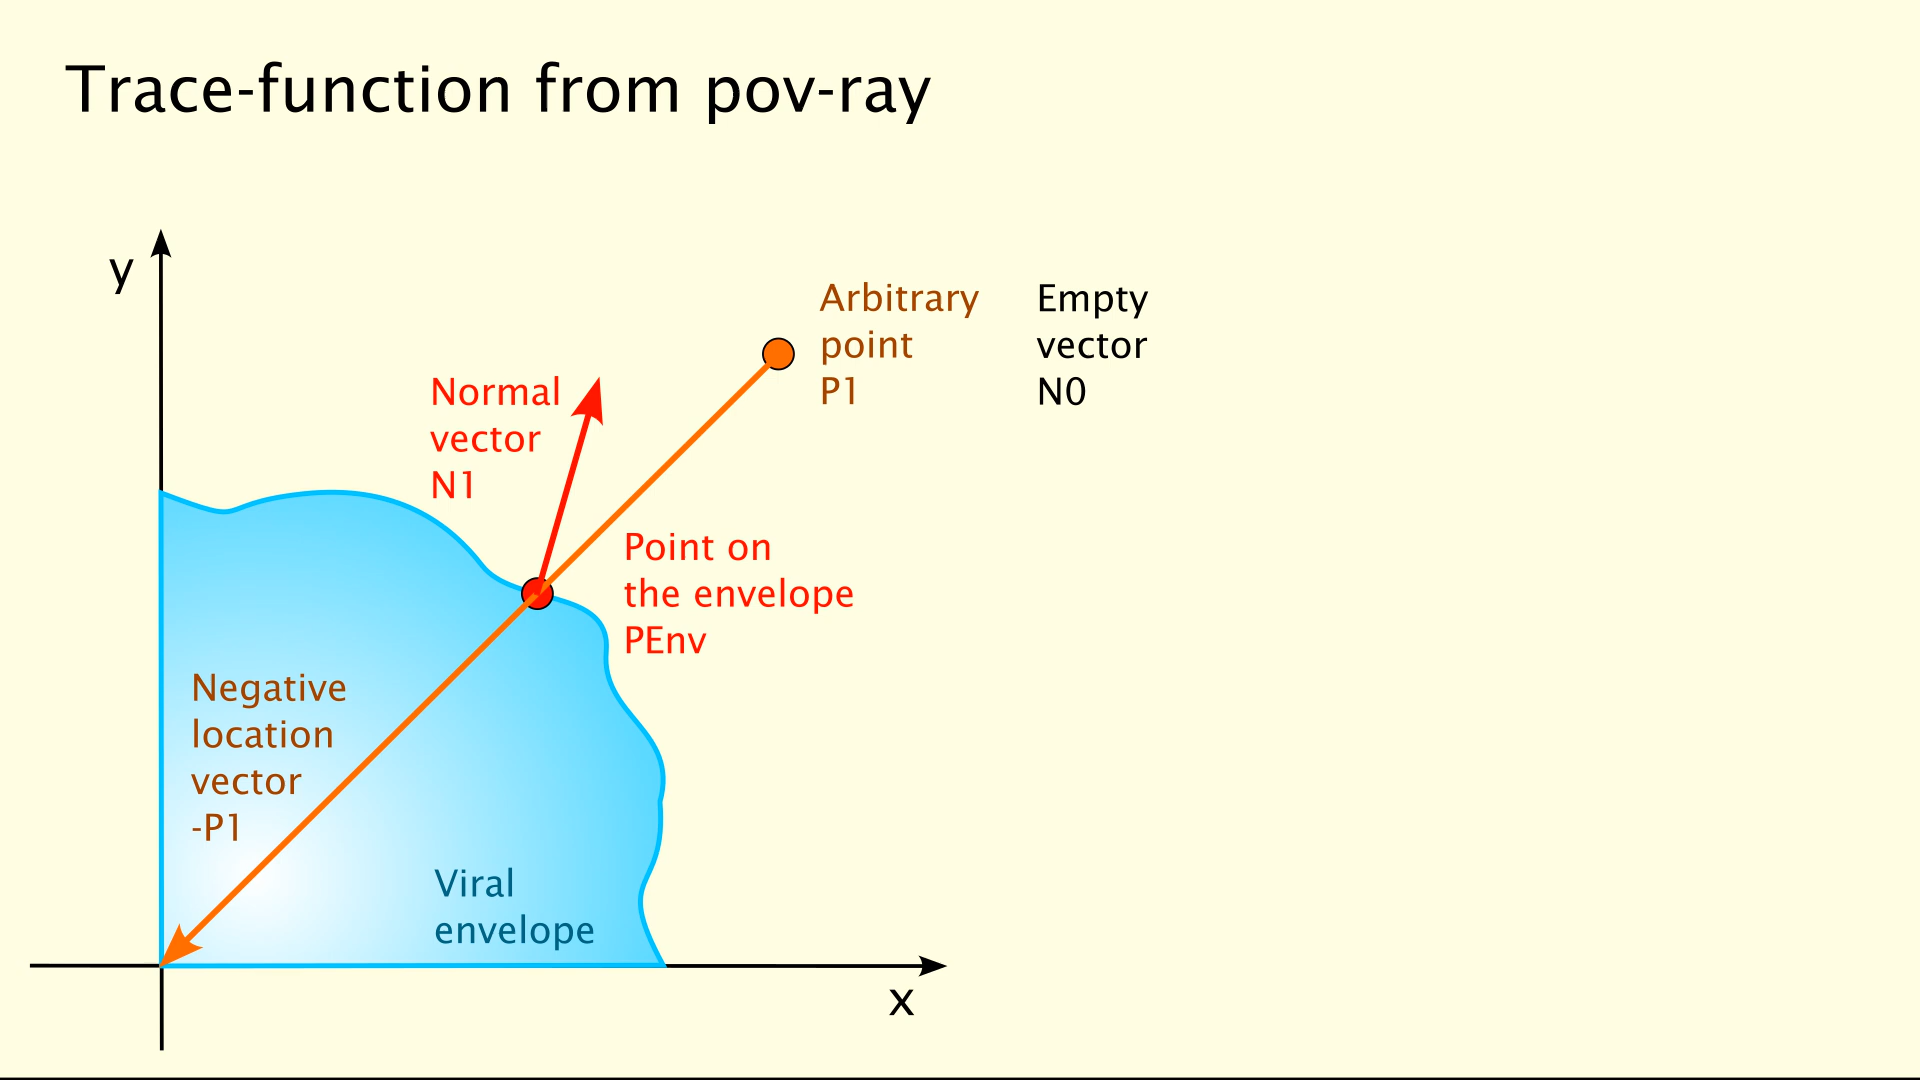 Trace-function from pov-ray
y
Arbitrary
point
P1
Empty
vector
N0
Normal
vector
N1
Point on
the envelope
PEnv
Negative
location
vector
-P1
Viral
envelope
x